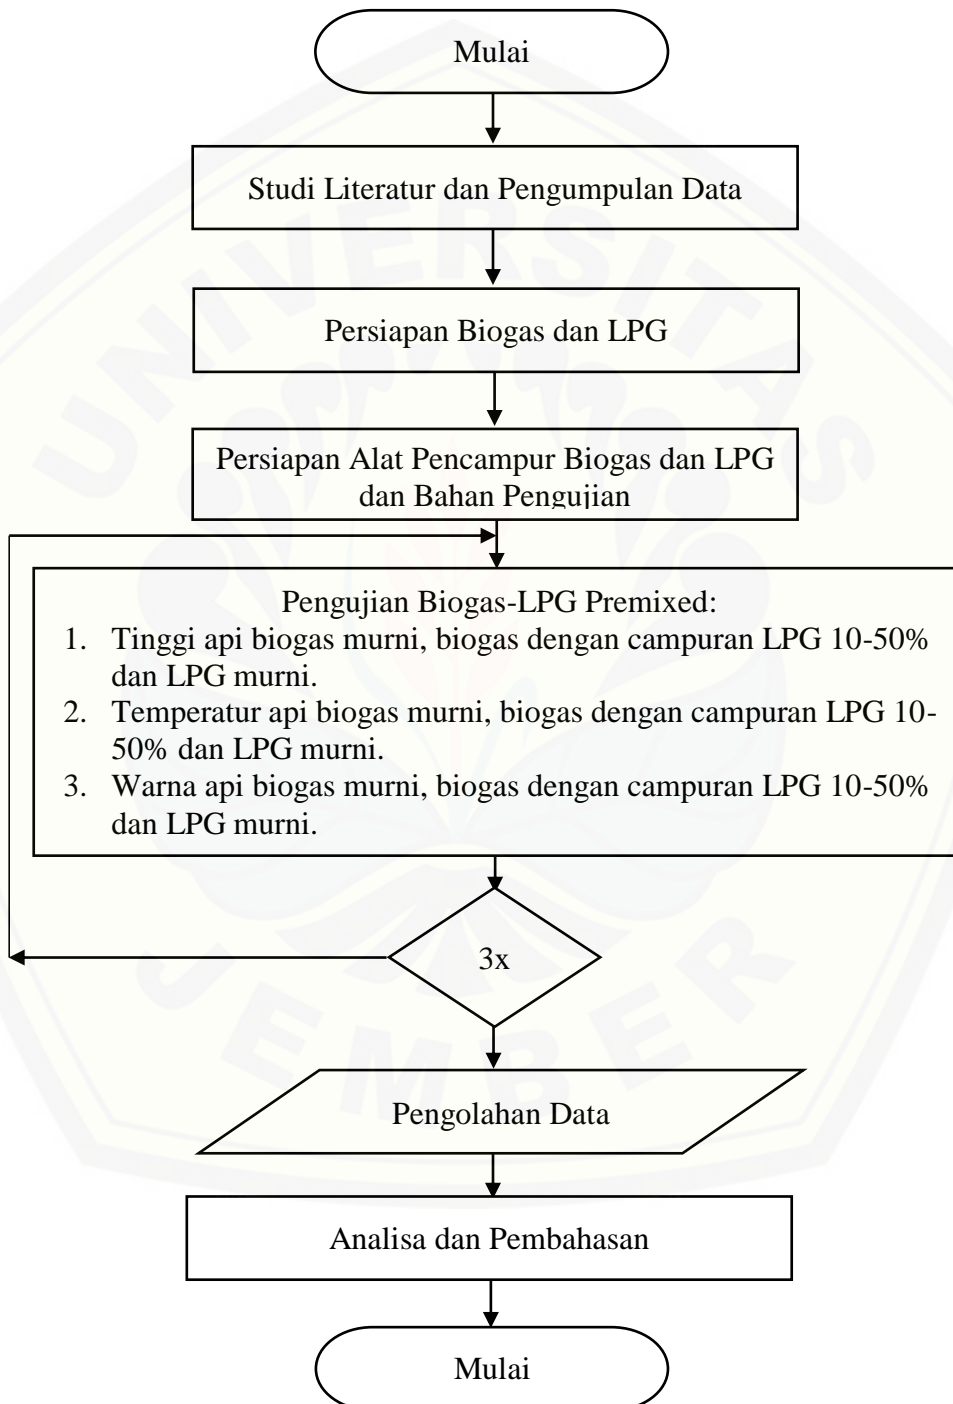 Mulai
Studi Literatur dan Pengumpulan Data
Persiapan Biogas dan LPG
Persiapan Alat Pencampur Biogas dan LPG
dan Bahan Pengujian
Pengujian Biogas-LPG Premixed:
1. Tinggi api biogas murni, biogas dengan campuran LPG 10-50%
dan LPG murni.
2. Temperatur api biogas murni, biogas dengan campuran LPG 10-
50% dan LPG murni.
3. Warna api biogas murni, biogas dengan campuran LPG 10-50%
dan LPG murni.
3x
Pengolahan Data
Analisa dan Pembahasan
Mulai
UNIVERSITAS
JEMBER